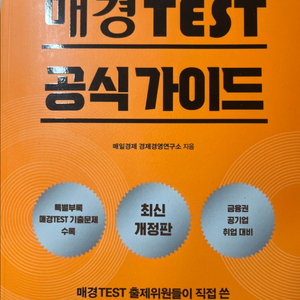 매경TEST
공식 가이드
매일경제 경제경영연구소 지음
특별부록
매경TEST 기출문제
수록
최신
개정판
금융권
공기업
취업 대비
매경TEST 출제위원들이 직접 쓴